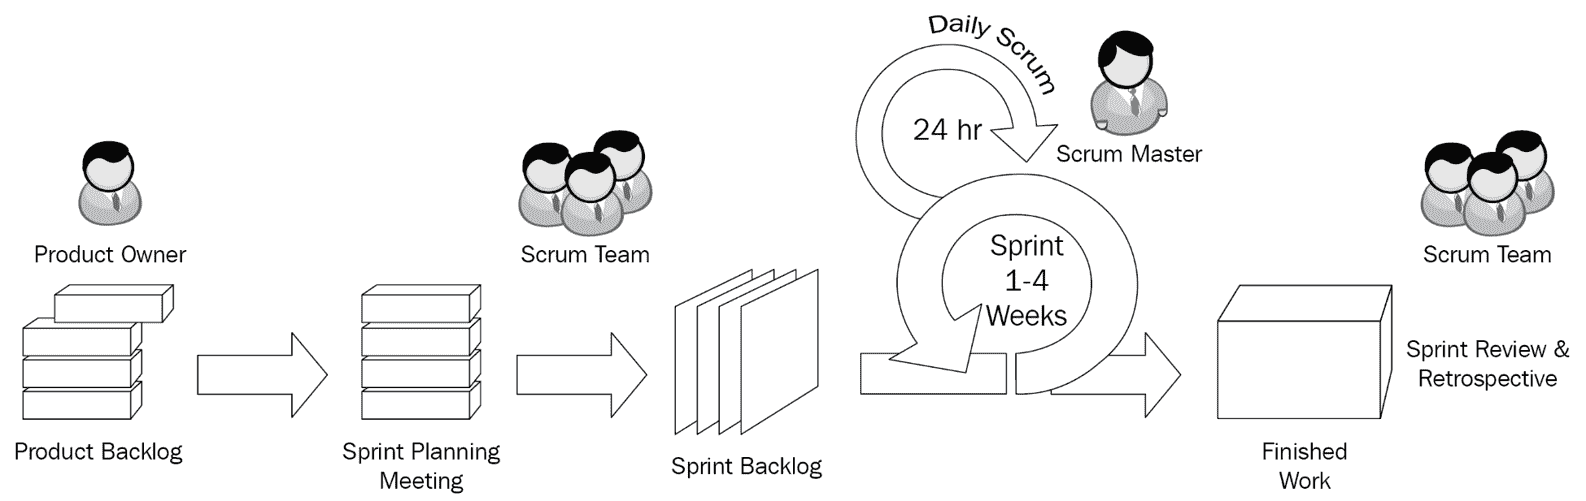 Daily Scrum
24 hr
Scrum Master
Product Owner
Scrum Team
Sprint
1-4
Weeks
Scrum Team
Sprint Review &
Retrospective
Product Backlog
Sprint Planning
Meeting
Sprint Backlog
Finished
Work